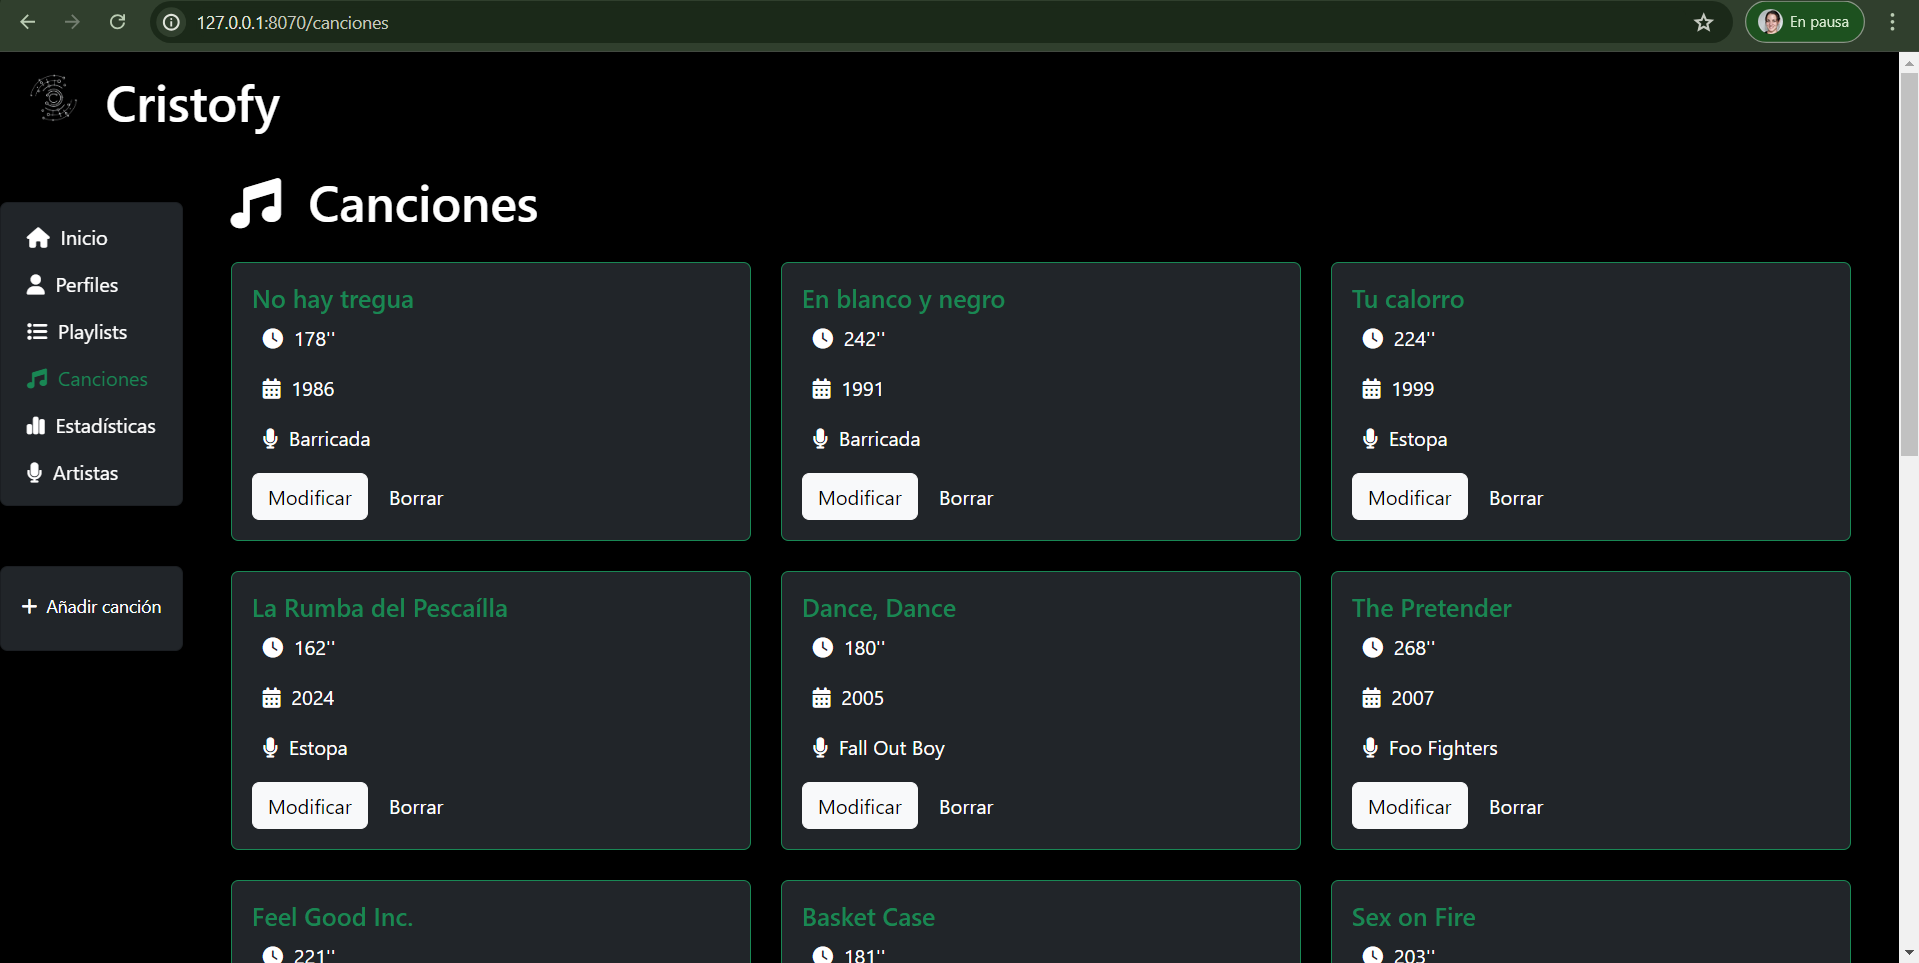 127.0.0.1:8070/canciones
En pausa
Cristofy
Canciones
Inicio
Perfiles
Playlists
Canciones
Estadísticas
Artistas
+ Añadir canción
No hay tregua
178''
1986
Barricada
Modificar Borrar
En blanco y negro
242''
1991
Barricada
Modificar Borrar
Tu calorro
224''
1999
Estopa
Modificar Borrar
La Rumba del Pescaílla
162''
2024
Estopa
Modificar Borrar
Dance, Dance
180''
2005
Fall Out Boy
Modificar Borrar
The Pretender
268''
2007
Foo Fighters
Modificar Borrar
Feel Good Inc.
221''
Basket Case
181''
Sex on Fire
203''